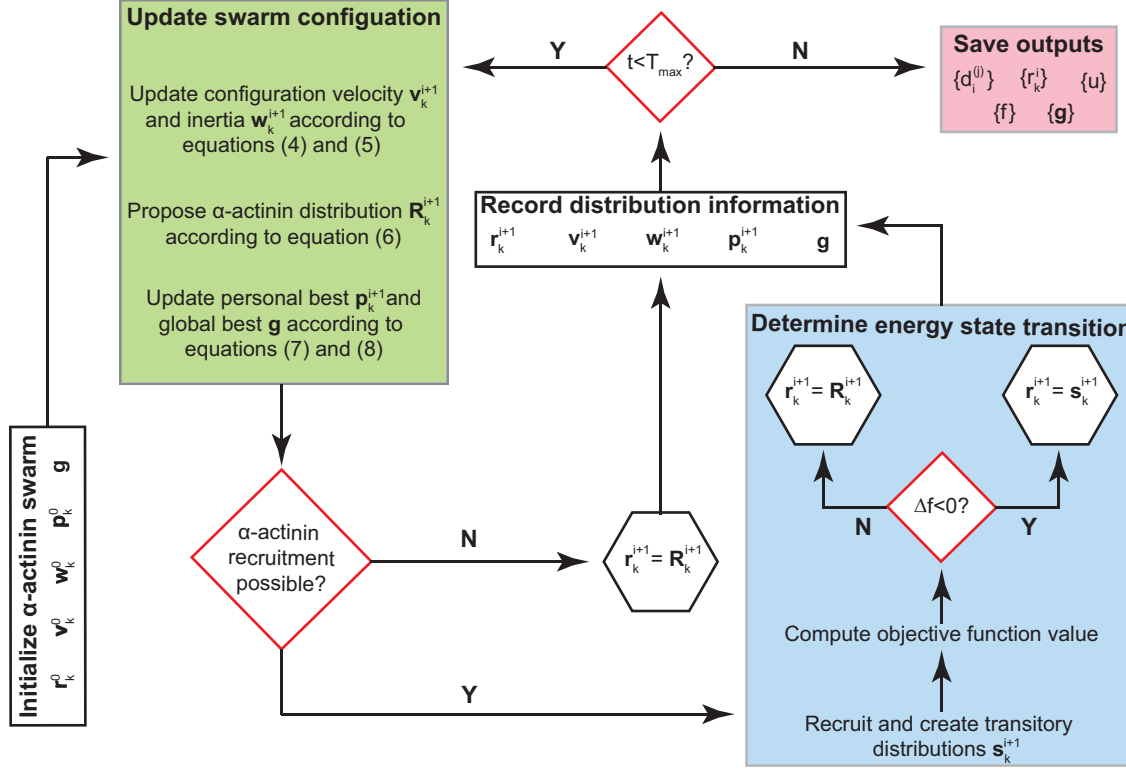 Update swarm configuation
Update configuration velocity v_k^{i+1}
and inertia w_k^{i+1} according to
equations (4) and (5)
Propose α-actinin distribution R_k^{i+1}
according to equation (6)
Update personal best p_k^{i+1} and
global best g according to
equations (7) and (8)
Y
t<T_{max}?
N
Save outputs
{d_i^{(j)}} {r_k^i} {u}
{f} {g}
Record distribution information
r_k^{i+1} v_k^{i+1} w_k^{i+1} p_k^{i+1} g
Initialize α-actinin swarm
r_k^0 v_k^0 w_k^0 p_k^0 g
α-actinin
recruitment
possible?
N
r_k^{i+1} = R_k^{i+1}
Y
Determine energy state transition
r_k^{i+1} = R_k^{i+1}
r_k^{i+1} = s_k^{i+1}
Δf<0?
N
Y
Compute objective function value
Recruit and create transitory
distributions s_k^{i+1}